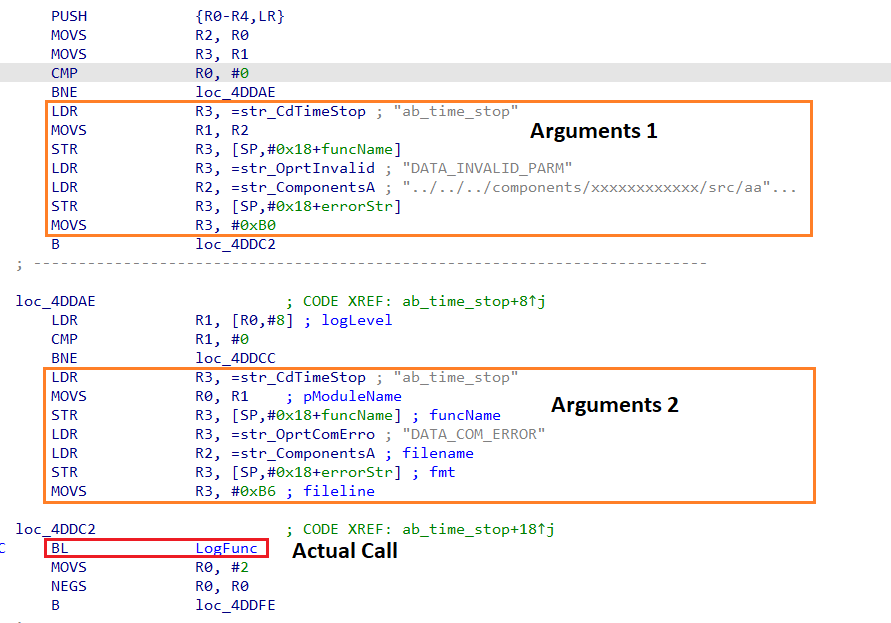 PUSH {R0-R4,LR}
MOVS R2, R0
MOVS R3, R1
CMP R0, #0
BNE loc_4DDAE
LDR R3, =str_CdTimeStop ; "ab_time_stop"
MOVS R1, R2
Arguments 1
STR R3, [SP,#0x18+funcName]
LDR R3, =str_OprtInvalid ; "DATA_INVALID_PARM"
LDR R2, =str_ComponentsA ; "../../../components/xxxxxxxxxxxx/src/aa"...
STR R3, [SP,#0x18+errorStr]
MOVS R3, #0xB0
B loc_4DDC2
; ---------------------------------------------------------------------------
loc_4DDAE ; CODE XREF: ab_time_stop+8↑j
LDR R1, [R0,#8] ; logLevel
CMP R1, #0
BNE loc_4DDCC
LDR R3, =str_CdTimeStop ; "ab_time_stop"
MOVS R0, R1 ; pModuleName
Arguments 2
STR R3, [SP,#0x18+funcName] ; funcName
LDR R3, =str_OprtComErro ; "DATA_COM_ERROR"
LDR R2, =str_ComponentsA ; filename
STR R3, [SP,#0x18+errorStr] ; fmt
MOVS R3, #0xB6 ; fileline
loc_4DDC2 ; CODE XREF: ab_time_stop+18↑j
C BL LogFunc Actual Call
MOVS R0, #2
NEGS R0, R0
B loc_4DDFE
;